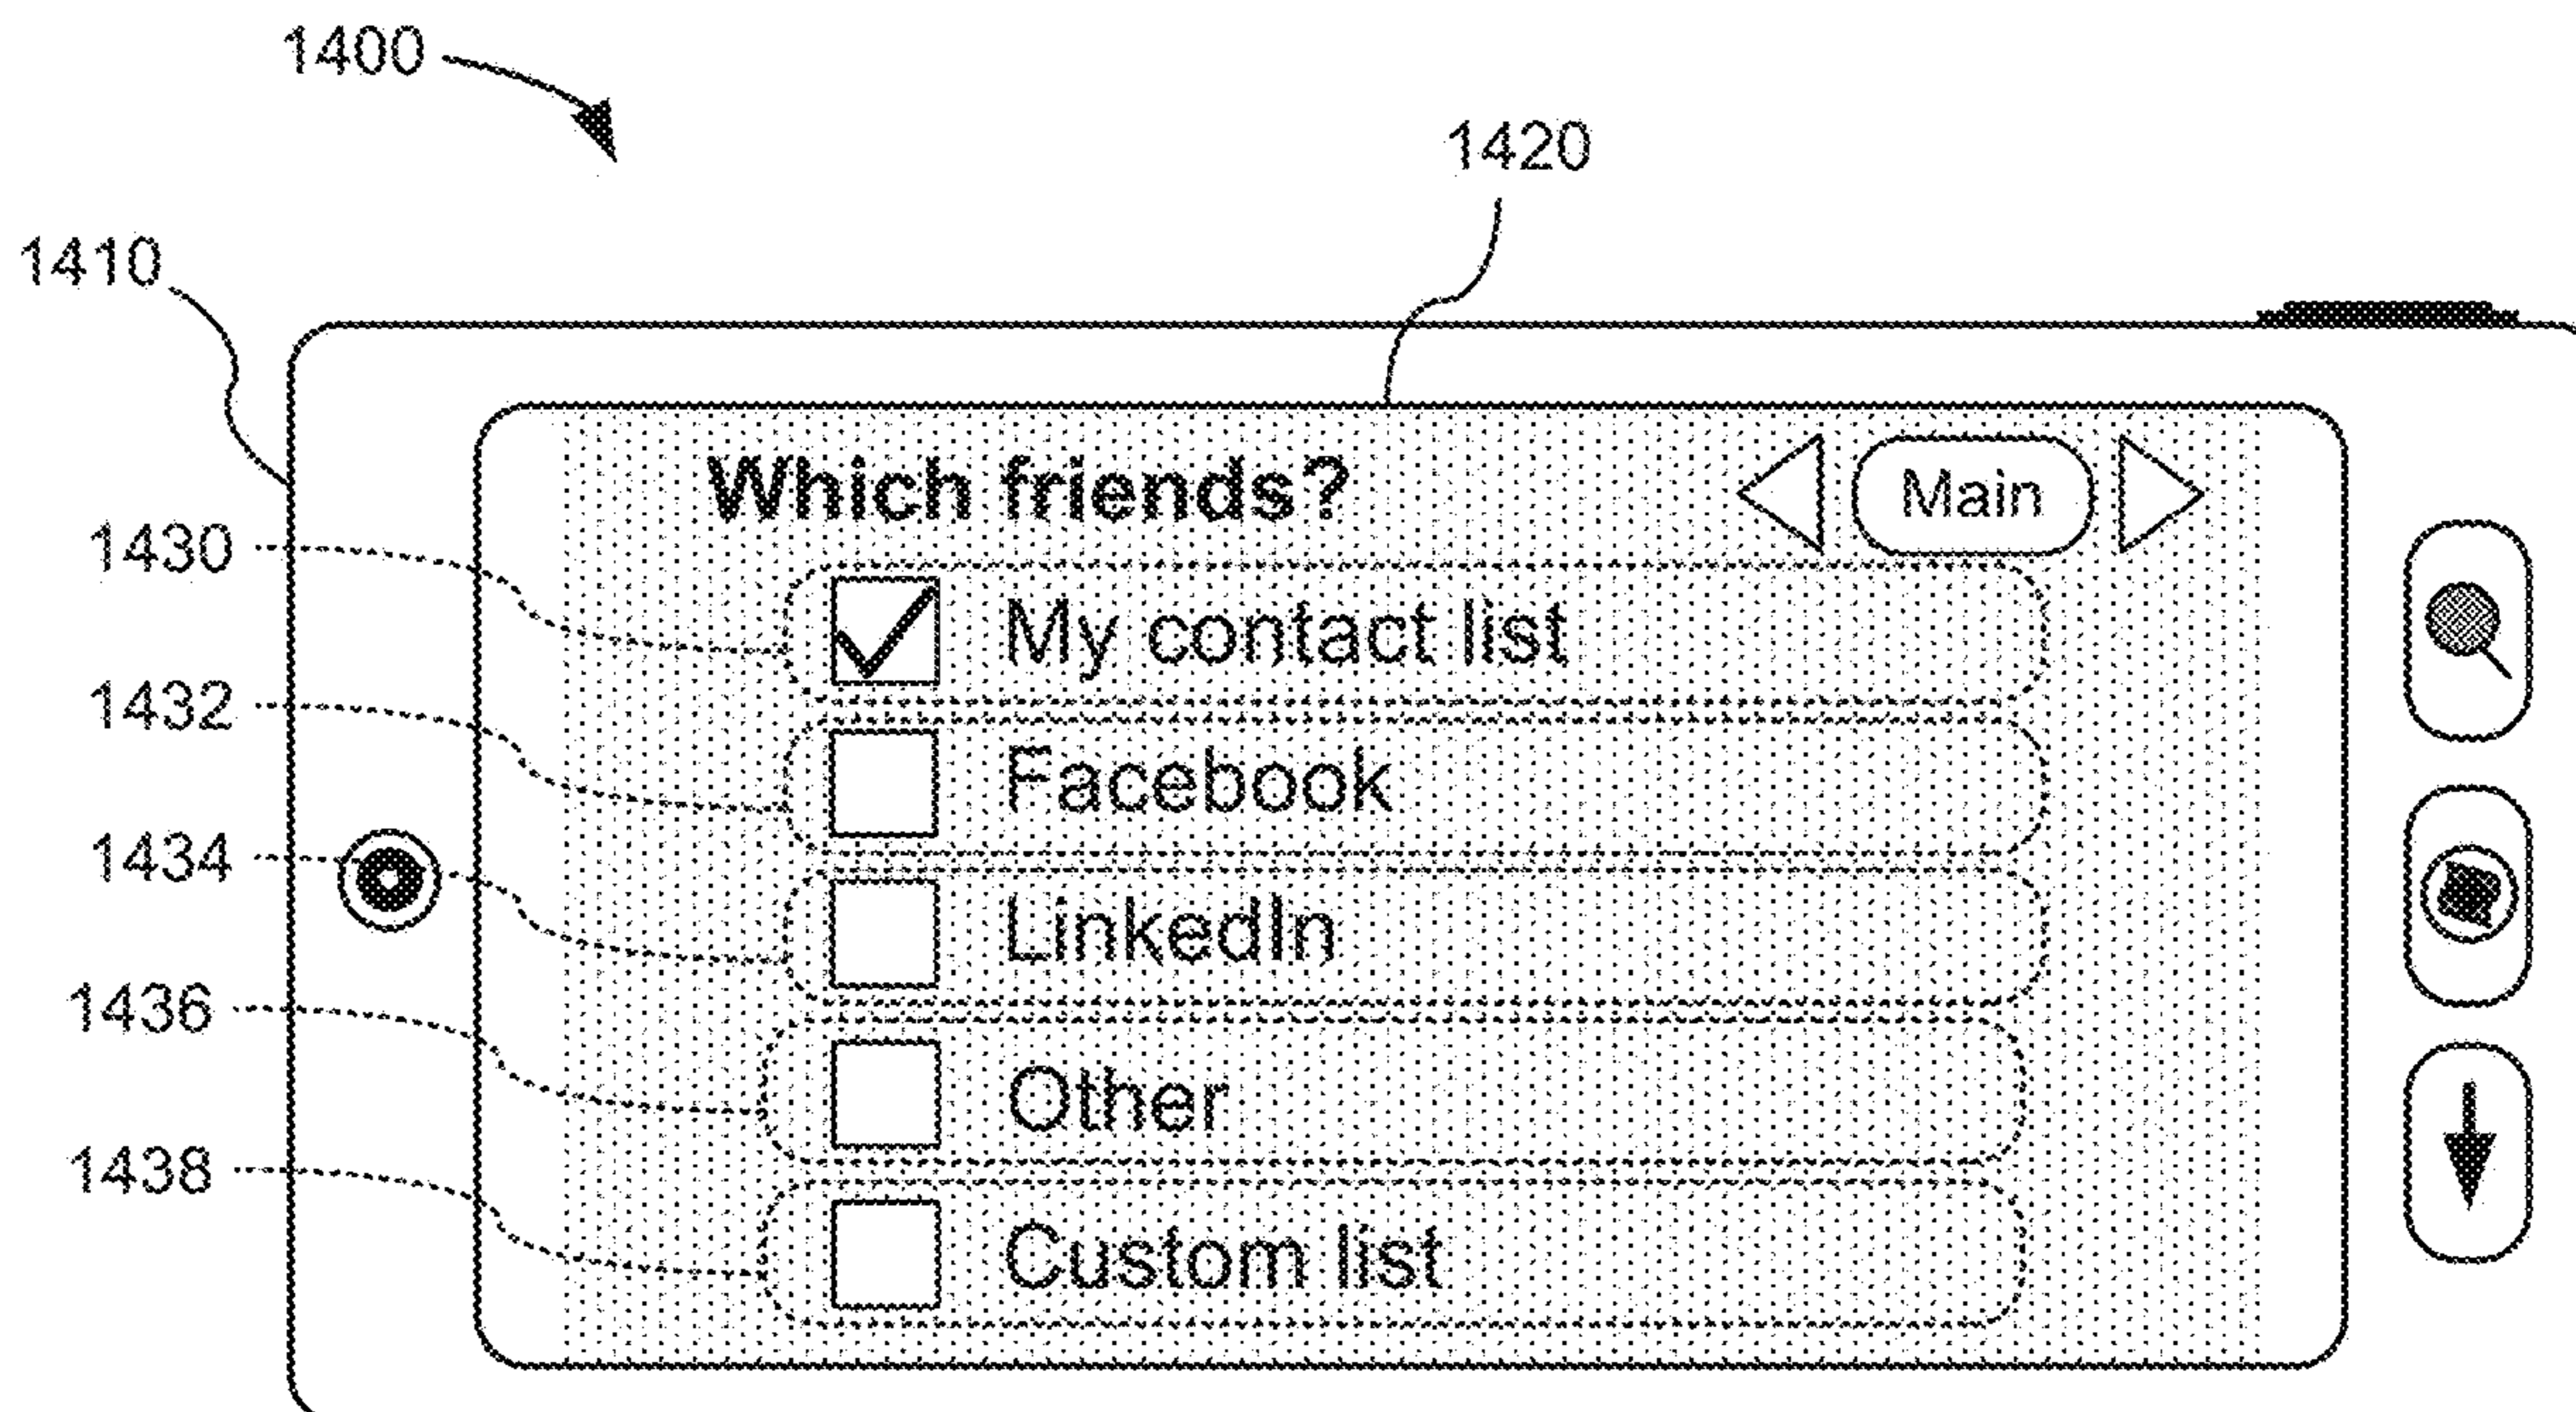 1400
1420
1410
Which friends? Main
1430
My contact list
1432
Facebook
1434
LinkedIn
1436
Other
1438
Custom list